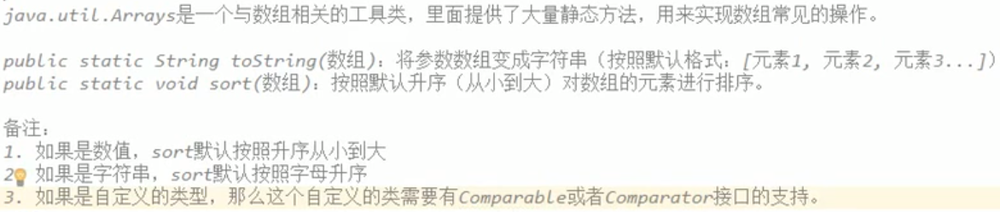 java.util.Arrays是一个与数组相关的工具类，里面提供了大量静态方法，用来实现数组常见的操作。
public static String toString(数组)：将参数数组变成字符串（按照默认格式：[元素1, 元素2, 元素3...]）
public static void sort(数组)：按照默认升序（从小到大）对数组的元素进行排序。
备注：
1. 如果是数值，sort默认按照升序从小到大
2 如果是字符串，sort默认按照字母升序
3. 如果是自定义的类型，那么这个自定义的类需要有Comparable或者Comparator接口的支持。